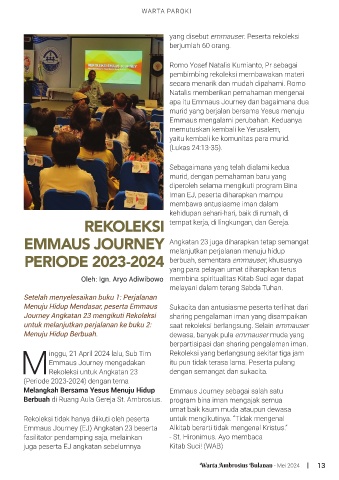 WARTA PAROKI
REKOLEKSI
EMMAUS JOURNEY
PERIODE 2023-2024
Oleh: Ign. Aryo Adiwibowo
Setelah menyelesaikan buku 1: Perjalanan
Menuju Hidup Mendasar, peserta Emmaus
Journey Angkatan 23 mengikuti Rekoleksi
untuk melanjutkan perjalanan ke buku 2:
Menuju Hidup Berbuah.
Minggu, 21 April 2024 lalu, Sub Tim
Emmaus Journey mengadakan
Rekoleksi untuk Angkatan 23
(Periode 2023-2024) dengan tema
Melangkah Bersama Yesus Menuju Hidup
Berbuah di Ruang Aula Gereja St. Ambrosius.
Rekoleksi tidak hanya diikuti oleh peserta
Emmaus Journey (EJ) Angkatan 23 beserta
fasilitator pendamping saja, melainkan
juga peserta EJ angkatan sebelumnya
yang disebut emmauser. Peserta rekoleksi
berjumlah 60 orang.
Romo Yosef Natalis Kurnianto, Pr sebagai
pembimbing rekoleksi membawakan materi
secara menarik dan mudah dipahami. Romo
Natalis memberikan pemahaman mengenai
apa itu Emmaus Journey dan bagaimana dua
murid yang berjalan bersama Yesus menuju
Emmaus mengalami perubahan. Keduanya
memutuskan kembali ke Yerusalem,
yaitu kembali ke komunitas para murid.
(Lukas 24:13-35).
Sebagaimana yang telah dialami kedua
murid, dengan pemahaman baru yang
diperoleh selama mengikuti program Bina
Iman EJ, peserta diharapkan mampu
membawa antusiasme iman dalam
kehidupan sehari-hari, baik di rumah, di
tempat kerja, di lingkungan, dan Gereja.
Angkatan 23 juga diharapkan tetap semangat
melanjutkan perjalanan menuju hidup
berbuah, sementara emmauser, khususnya
yang para pelayan umat diharapkan terus
membina spiritualitas Kitab Suci agar dapat
melayani dalam terang Sabda Tuhan.
Sukacita dan antusiasme peserta terlihat dari
sharing pengalaman iman yang disampaikan
saat rekoleksi berlangsung. Selain emmauser
dewasa, banyak pula emmauser muda yang
berpartisipasi dan sharing pengalaman iman.
Rekoleksi yang berlangsung sekitar tiga jam
itu pun tidak terasa lama. Peserta pulang
dengan semangat dan sukacita.
Emmaus Journey sebagai salah satu
program bina iman mengajak semua
umat baik kaum muda ataupun dewasa
untuk mengikutinya. "Tidak mengenal
Alkitab berarti tidak mengenal Kristus."
- St. Hironimus. Ayo membaca
Kitab Suci! (WAB)
Warta Ambrosius Bulanan - Mei 2024 | 13